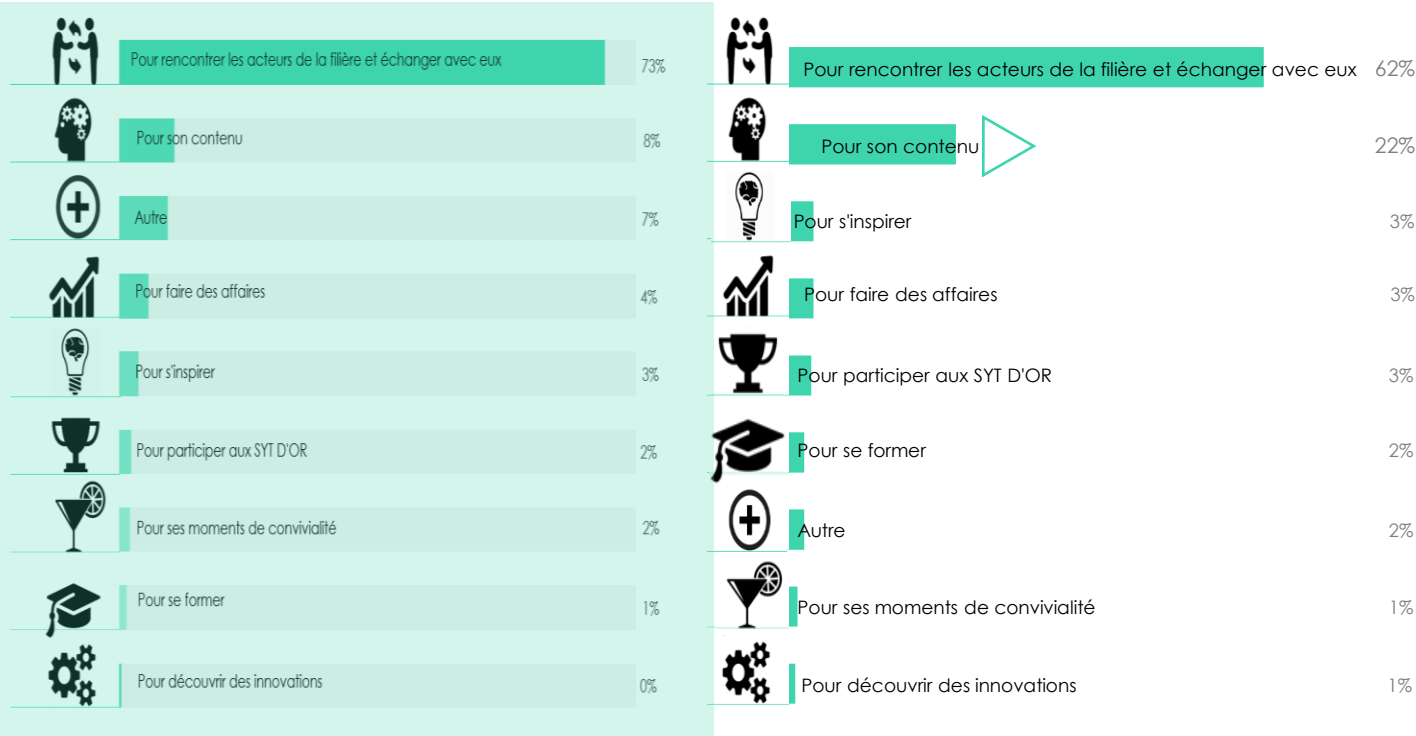 Pour rencontrer les acteurs de la filière et échanger avec eux 73%
Pour son contenu 8%
Autre 7%
Pour faire des affaires 4%
Pour s'inspirer 3%
Pour participer aux SYT D'OR 2%
Pour ses moments de convivialité 2%
Pour se former 1%
Pour découvrir des innovations 0%
Pour rencontrer les acteurs de la filière et échanger avec eux 62%
Pour son contenu 22%
Pour s'inspirer 3%
Pour faire des affaires 3%
Pour participer aux SYT D'OR 3%
Pour se former 2%
Autre 2%
Pour ses moments de convivialité 1%
Pour découvrir des innovations 1%